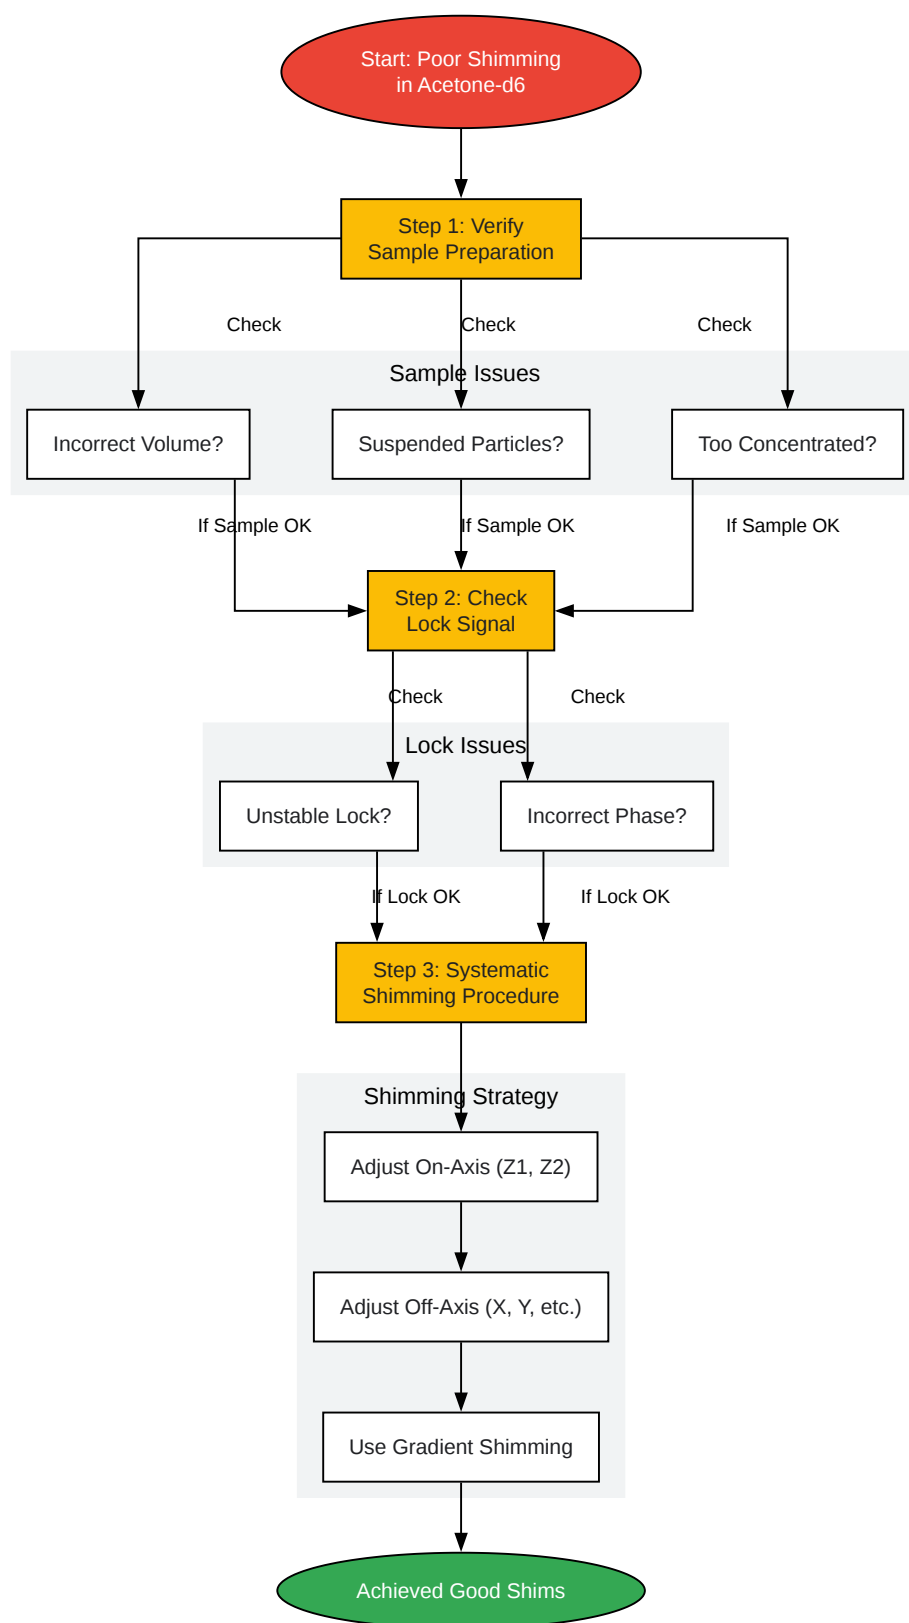 Start: Poor Shimming
in Acetone-d6
Step 1: Verify
Sample Preparation
Check
Check
Check
Sample Issues
Incorrect Volume?
Suspended Particles?
Too Concentrated?
If Sample OK
If Sample OK
If Sample OK
Step 2: Check
Lock Signal
Check
Check
Lock Issues
Unstable Lock?
Incorrect Phase?
If Lock OK
If Lock OK
Step 3: Systematic
Shimming Procedure
Shimming Strategy
Adjust On-Axis (Z1, Z2)
Adjust Off-Axis (X, Y, etc.)
Use Gradient Shimming
Achieved Good Shims